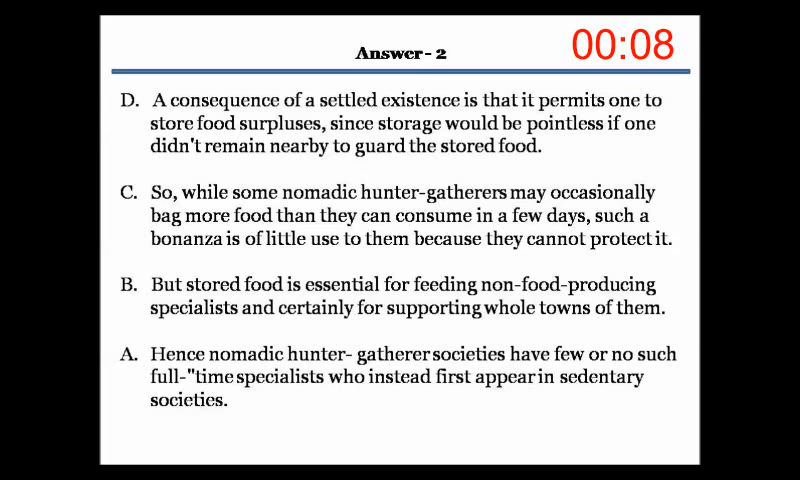 Answer - 2
00:08
D. A consequence of a settled existence is that it permits one to
store food surpluses, since storage would be pointless if one
didn't remain nearby to guard the stored food.
C. So, while some nomadic hunter-gatherers may occasionally
bag more food than they can consume in a few days, such a
bonanza is of little use to them because they cannot protect it.
B. But stored food is essential for feeding non-food-producing
specialists and certainly for supporting whole towns of them.
A. Hence nomadic hunter- gatherer societies have few or no such
full-"time specialists who instead first appear in sedentary
societies.